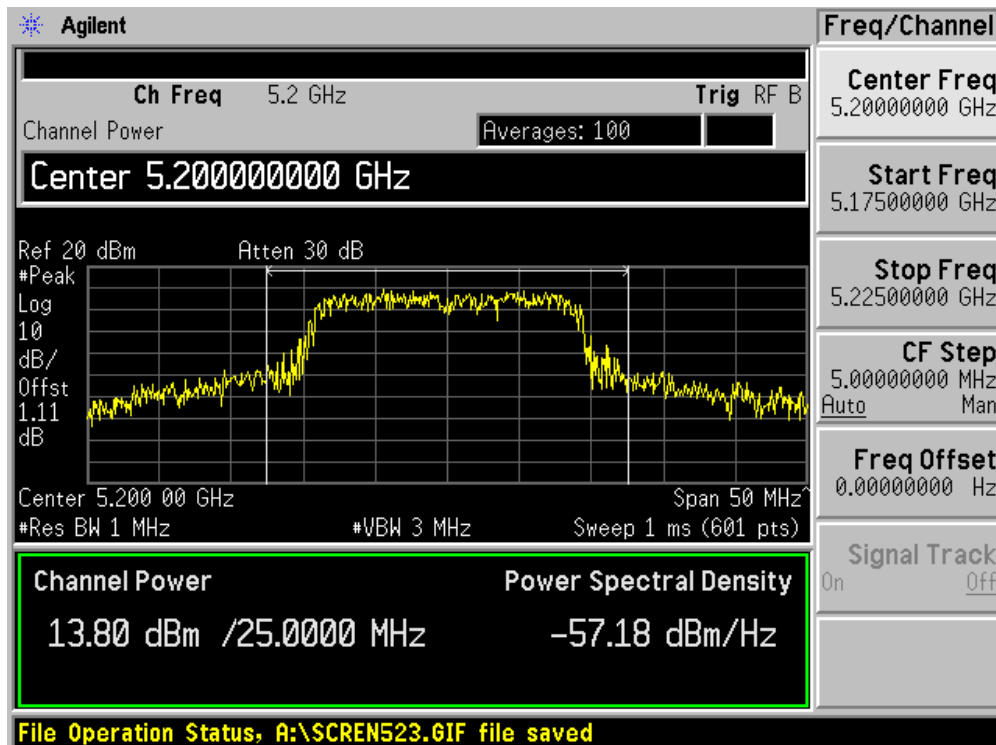 Agilent
Freq/Channel
Ch Freq 5.2 GHz Trig RF B
Channel Power Averages: 100
Center 5.200000000 GHz
Ref 20 dBm Atten 30 dB
#Peak
Log
10
dB/
Offst
1.11
dB
Center 5.200 00 GHz Span 50 MHz^
#Res BW 1 MHz #VBW 3 MHz Sweep 1 ms (601 pts)
Channel Power Power Spectral Density
13.80 dBm /25.0000 MHz -57.18 dBm/Hz
File Operation Status, A:\SCREN523.GIF file saved
Center Freq
5.20000000 GHz
Start Freq
5.17500000 GHz
Stop Freq
5.22500000 GHz
CF Step
5.00000000 MHz
Auto Man
Freq Offset
0.00000000 Hz
Signal Track
On Off